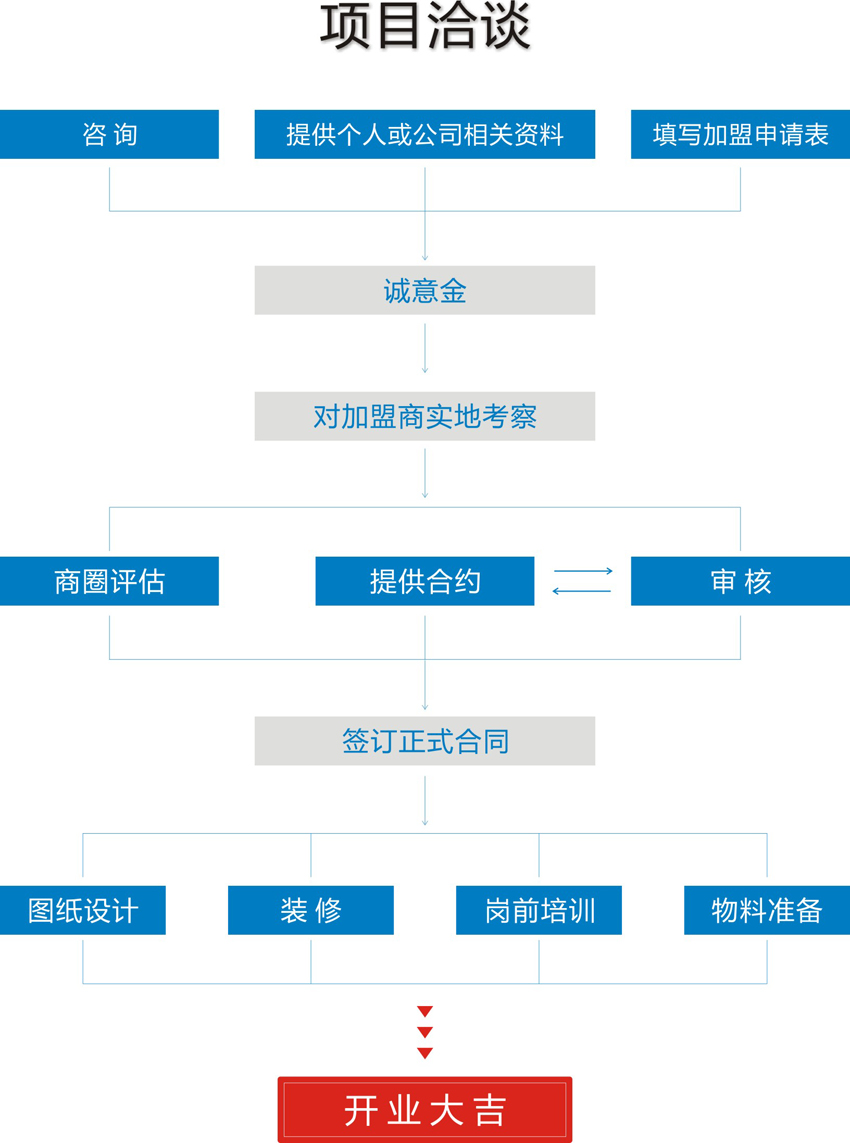 项目洽谈
咨 询
提供个人或公司相关资料
填写加盟申请表
诚意金
对加盟商实地考察
商圈评估
提供合约
审 核
签订正式合同
图纸设计
装 修
岗前培训
物料准备
开业大吉